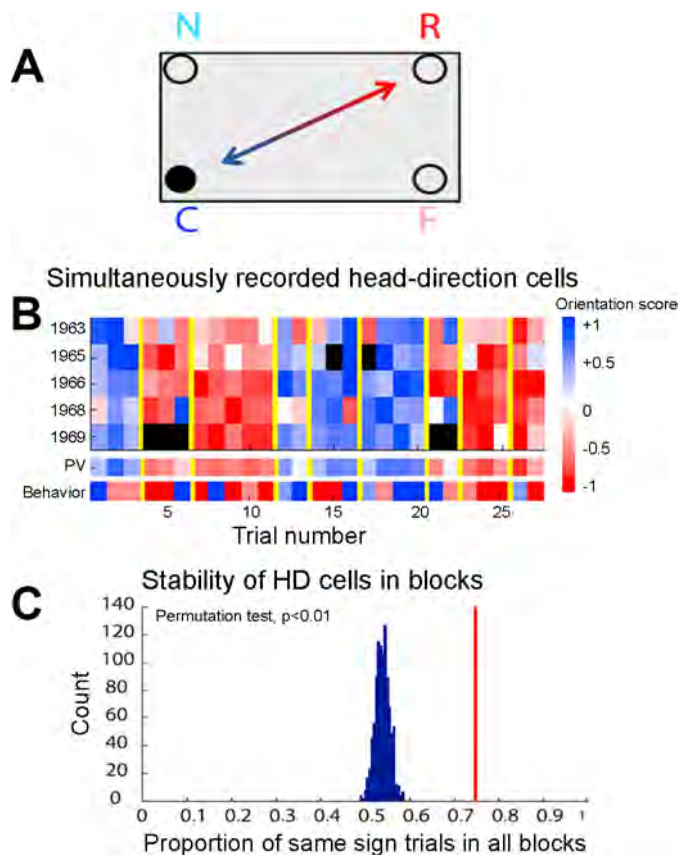 N R
A
C F
Simultaneously recorded head-direction cells
B
Orientation score
1963
1965
1966
1968
1969
+1
+0.5
0
-0.5
-1
PV
Behavior
5 10 15 20 25
Trial number
Stability of HD cells in blocks
C
Permutation test, p<0.01
140
120
100
80
60
40
20
0
Count
0 0.1 0.2 0.3 0.4 0.5 0.6 0.7 0.8 0.9 1
Proportion of same sign trials in all blocks